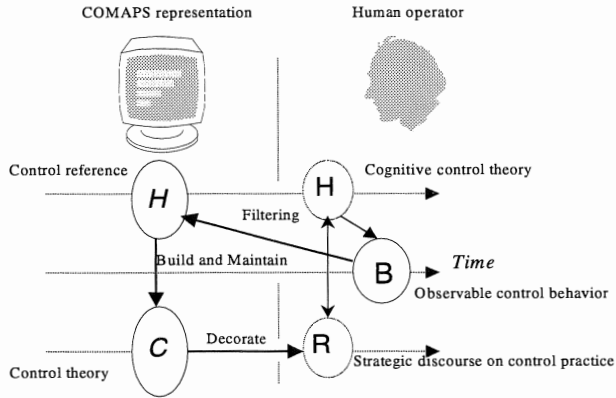 COMAPS representation
Human operator
Control reference
H
H
Cognitive control theory
Filtering
Build and Maintain
B
Time
Observable control behavior
C
Decorate
R
Control theory
Strategic discourse on control practice